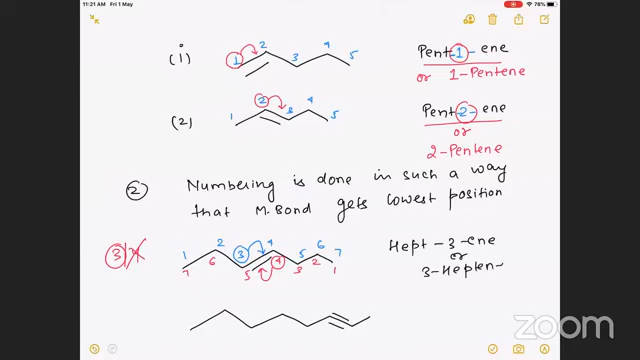 11:21 AM Fri 1 May
76%
(1) 1 2 3 4 5 Pent-1-ene
or 1-Pentene
(2) 1 2 3 4 5 Pent-2-ene
or
2-Pentene
② Numbering is done in such a way
that M.Bond gets lowest position
③/4 1 2 3 4 5 6 7 Hept-3-ene
7 6 5 4 3 2 1 or
3-Hepten
zoom